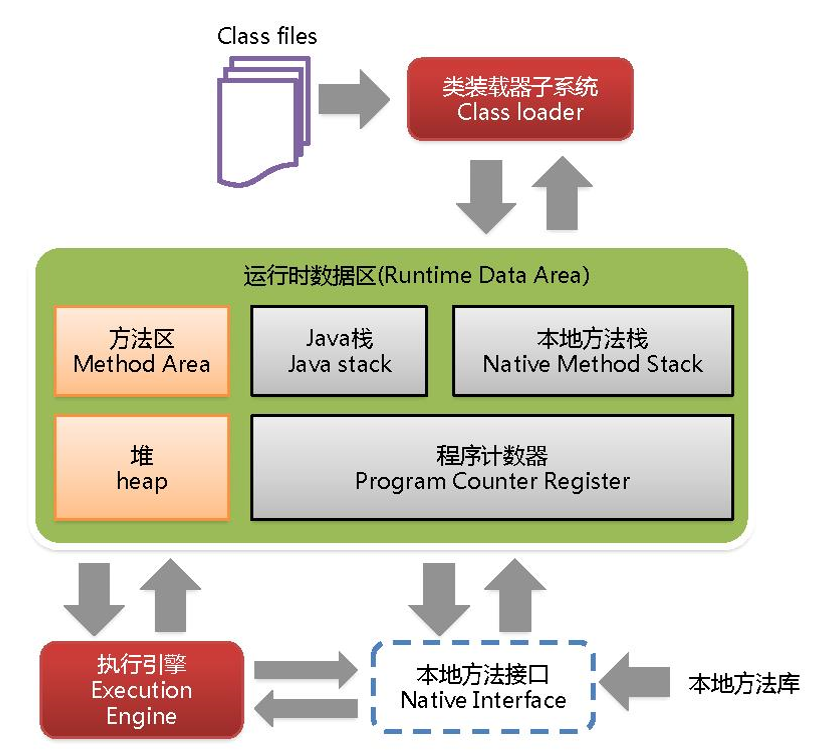 Class files
类装载器子系统
Class loader
运行时数据区(Runtime Data Area)
方法区
Method Area
Java栈
Java stack
本地方法栈
Native Method Stack
堆
heap
程序计数器
Program Counter Register
执行引擎
Execution
Engine
本地方法接口
Native Interface
本地方法库